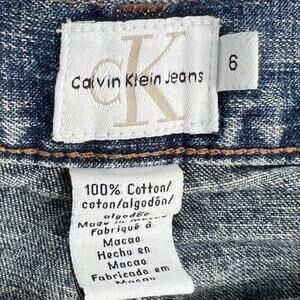 cK
Calvin Klein Jeans
6
100% Cotton/
coton/algodón/
algodão
Made in Macao
Fabriqué à
Macao
Hecho en
Macao
Fabricado em